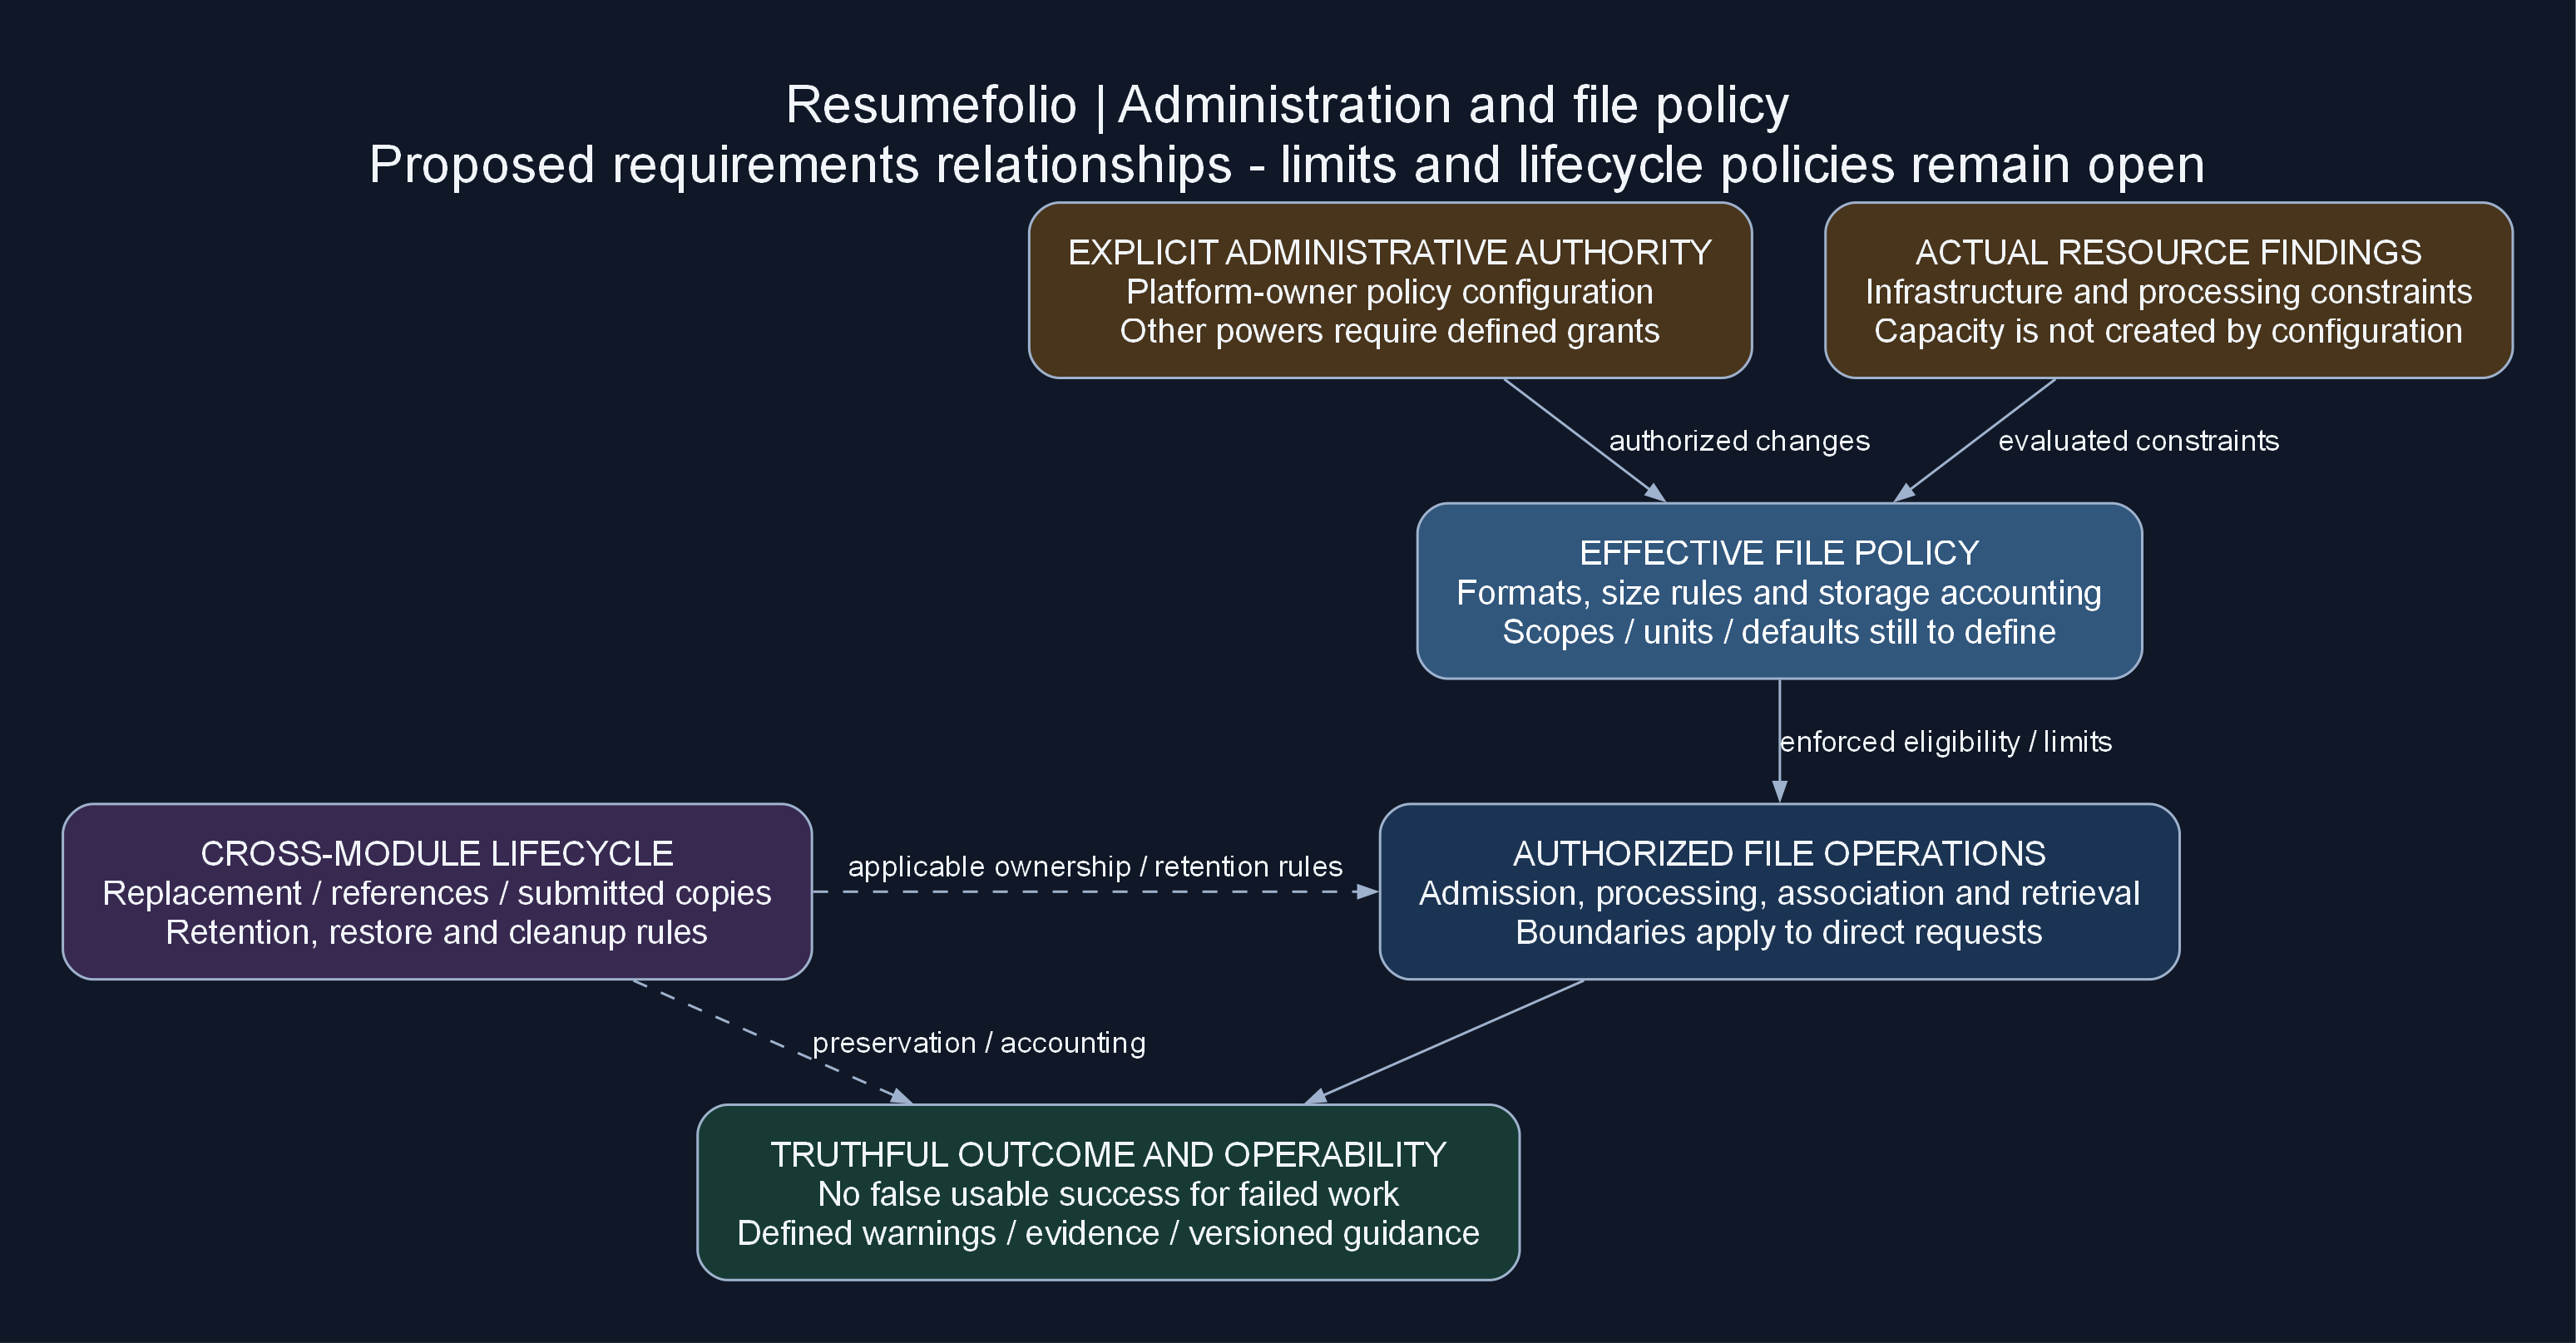 Resumefolio | Administration and file policy
Proposed requirements relationships - limits and lifecycle policies remain open
EXPLICIT ADMINISTRATIVE AUTHORITY
Platform-owner policy configuration
Other powers require defined grants
ACTUAL RESOURCE FINDINGS
Infrastructure and processing constraints
Capacity is not created by configuration
authorized changes
evaluated constraints
EFFECTIVE FILE POLICY
Formats, size rules and storage accounting
Scopes / units / defaults still to define
enforced eligibility / limits
CROSS-MODULE LIFECYCLE
Replacement / references / submitted copies
Retention, restore and cleanup rules
applicable ownership / retention rules
AUTHORIZED FILE OPERATIONS
Admission, processing, association and retrieval
Boundaries apply to direct requests
preservation / accounting
TRUTHFUL OUTCOME AND OPERABILITY
No false usable success for failed work
Defined warnings / evidence / versioned guidance